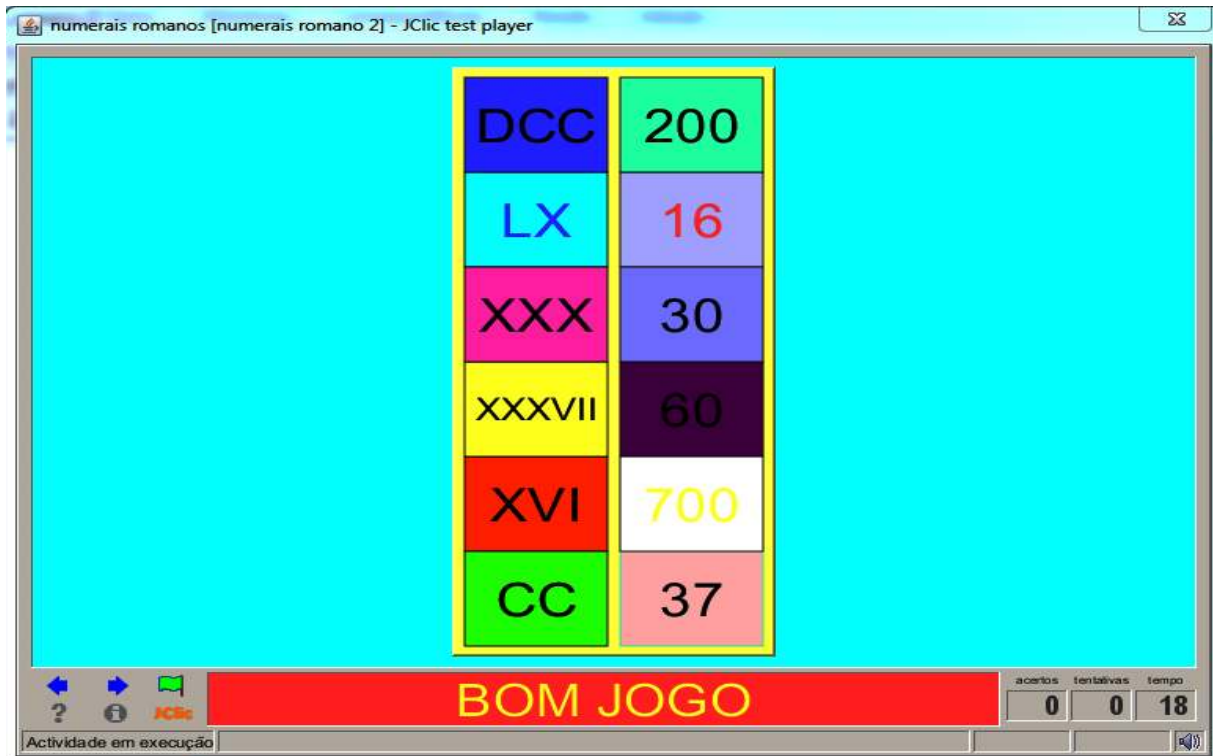 numerais romanos [numerais romano 2] - JClic test player
DCC 200
LX 16
XXX 30
XXXVII 60
XVI 700
CC 37
BOM JOGO
acertos tentativas tempo
0 0 18
? JClic
Actividade em execução